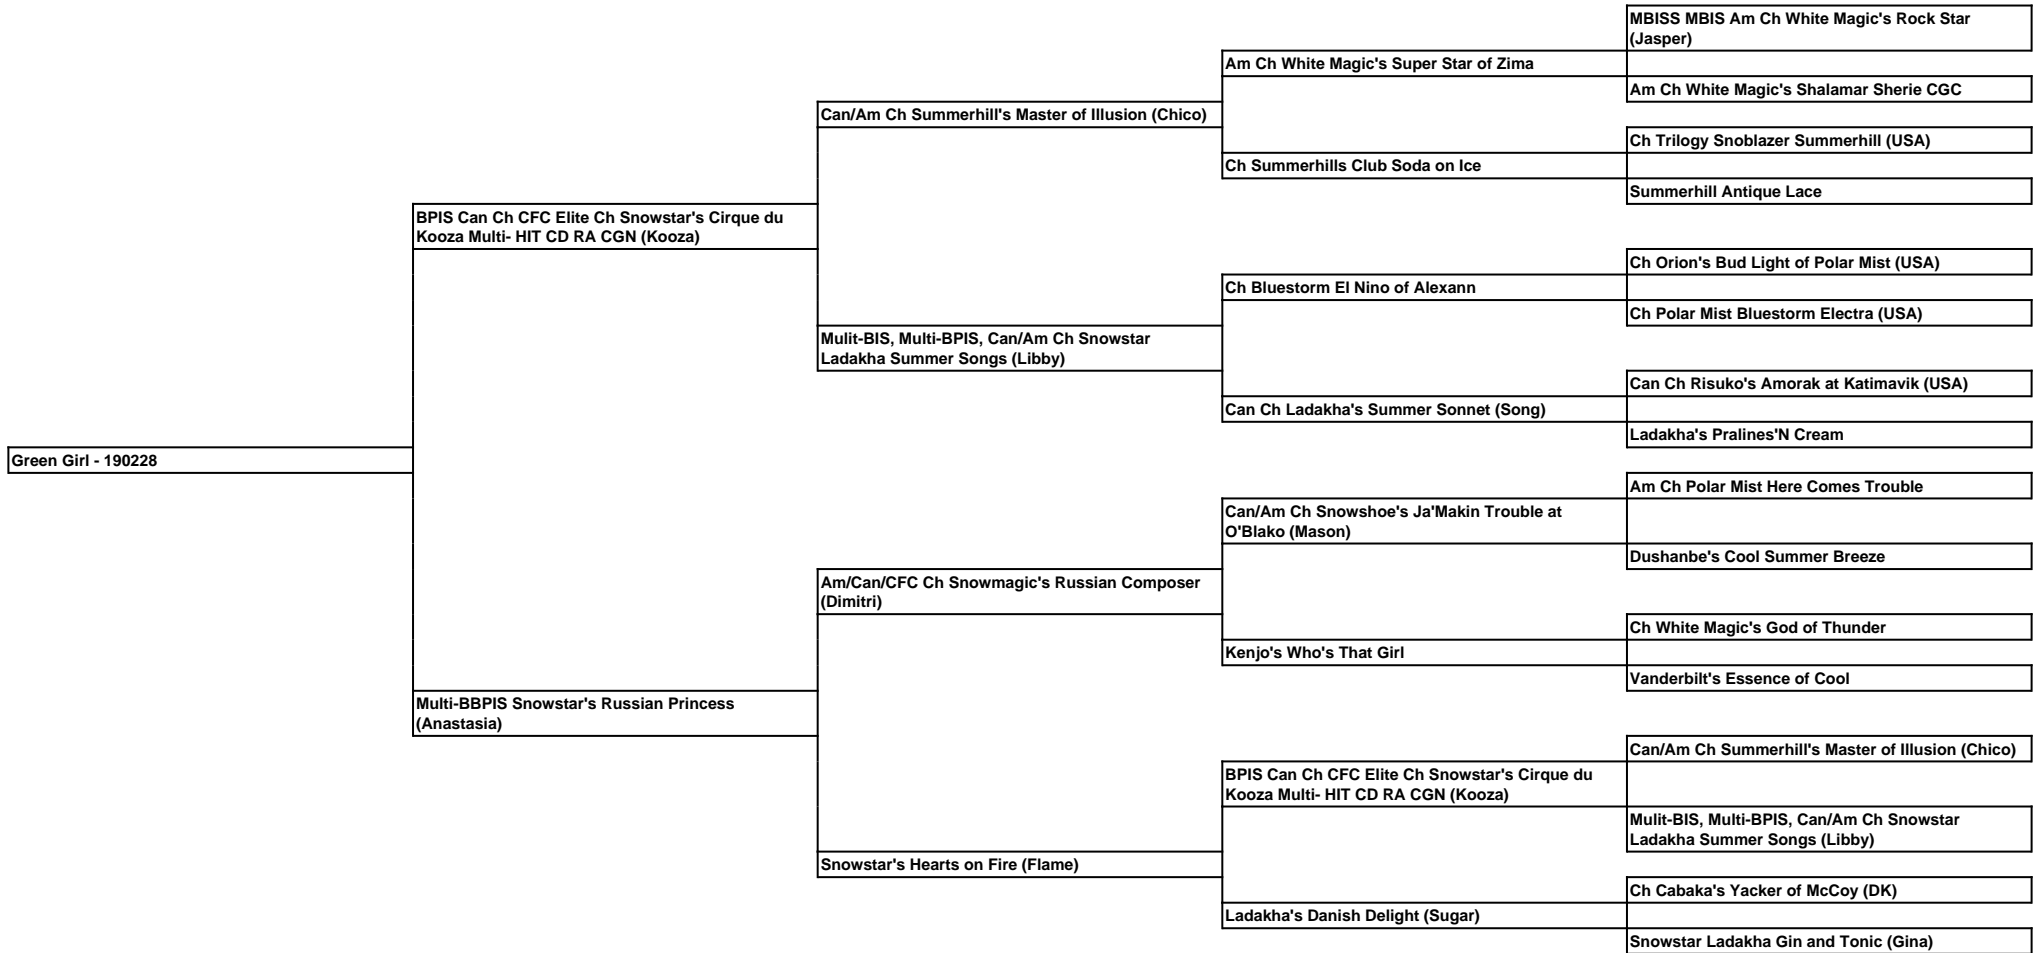 MBISS MBIS Am Ch White Magic's Rock Star
(Jasper)
Am Ch White Magic's Super Star of Zima
Am Ch White Magic's Shalamar Sherie CGC
Can/Am Ch Summerhill's Master of Illusion (Chico)
Ch Trilogy Snoblazer Summerhill (USA)
Ch Summerhills Club Soda on Ice
Summerhill Antique Lace
BPIS Can Ch CFC Elite Ch Snowstar's Cirque du
Kooza Multi- HIT CD RA CGN (Kooza)
Ch Orion's Bud Light of Polar Mist (USA)
Ch Bluestorm El Nino of Alexann
Ch Polar Mist Bluestorm Electra (USA)
Mulit-BIS, Multi-BPIS, Can/Am Ch Snowstar
Ladakha Summer Songs (Libby)
Can Ch Risuko's Amorak at Katimavik (USA)
Can Ch Ladakha's Summer Sonnet (Song)
Ladakha's Pralines'N Cream
Green Girl - 190228
Am Ch Polar Mist Here Comes Trouble
Can/Am Ch Snowshoe's Ja'Makin Trouble at
O'Blako (Mason)
Dushanbe's Cool Summer Breeze
Am/Can/CFC Ch Snowmagic's Russian Composer
(Dimitri)
Ch White Magic's God of Thunder
Kenjo's Who's That Girl
Vanderbilt's Essence of Cool
Multi-BBPIS Snowstar's Russian Princess
(Anastasia)
Can/Am Ch Summerhill's Master of Illusion (Chico)
BPIS Can Ch CFC Elite Ch Snowstar's Cirque du
Kooza Multi- HIT CD RA CGN (Kooza)
Mulit-BIS, Multi-BPIS, Can/Am Ch Snowstar
Ladakha Summer Songs (Libby)
Snowstar's Hearts on Fire (Flame)
Ch Cabaka's Yacker of McCoy (DK)
Ladakha's Danish Delight (Sugar)
Snowstar Ladakha Gin and Tonic (Gina)